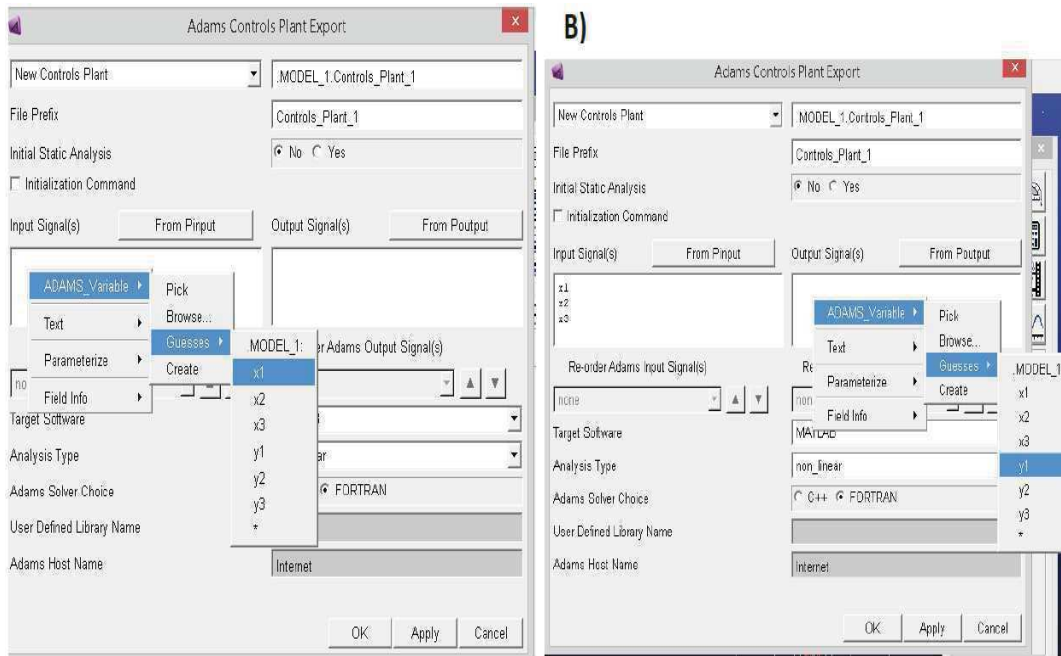 Adams Controls Plant Export
x
New Controls Plant
.MODEL_1.Controls_Plant_1
File Prefix
Controls_Plant_1
Initial Static Analysis
No Yes
Initialization Command
Input Signal(s)
From Pinput
Output Signal(s)
From Poutput
ADAMS_Variable
Text
Parameterize
Field Info
Pick
Browse...
Guesses
Create
MODEL_1:
x1
x2
x3
y1
y2
y3
*
er Adams Output Signal(s)
no
Target Software
Analysis Type
ar
Adams Solver Choice
FORTRAN
User Defined Library Name
Adams Host Name
Internet
OK Apply Cancel
B)
Adams Controls Plant Export
x
New Controls Plant
.MODEL_1.Controls_Plant_1
File Prefix
Controls_Plant_1
Initial Static Analysis
No Yes
Initialization Command
Input Signal(s)
From Pinput
Output Signal(s)
From Poutput
x1
x2
x3
ADAMS_Variable
Text
Parameterize
Field Info
Pick
Browse...
Guesses
Create
.MODEL_1
x1
x2
x3
y1
y2
y3
*
Re-order Adams Input Signal(s)
Re
none
non
Target Software
MATLAB
Analysis Type
non_linear
Adams Solver Choice
C++ FORTRAN
User Defined Library Name
Adams Host Name
Internet
OK Apply Cancel